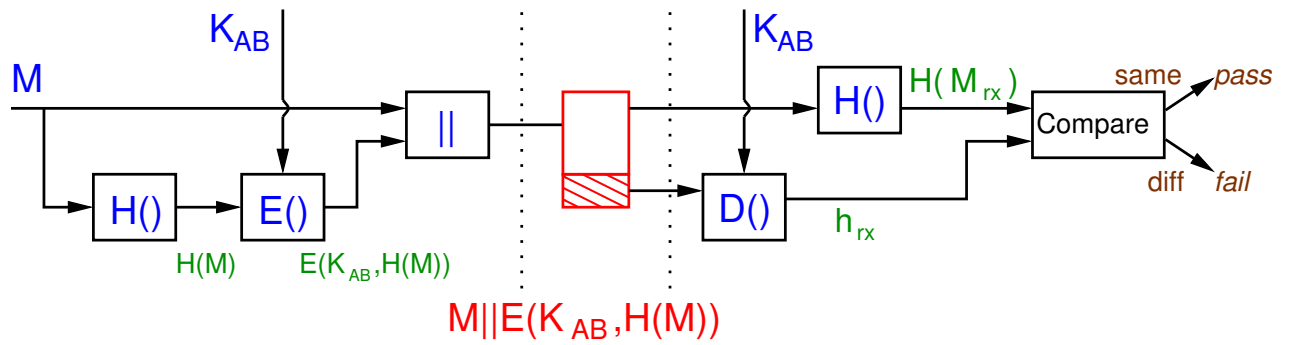 K_AB
K_AB
M
same
pass
H(M_rx)
||
H()
Compare
H()
E()
D()
diff
fail
h_rx
H(M)
E(K_AB,H(M))
M||E(K_AB,H(M))